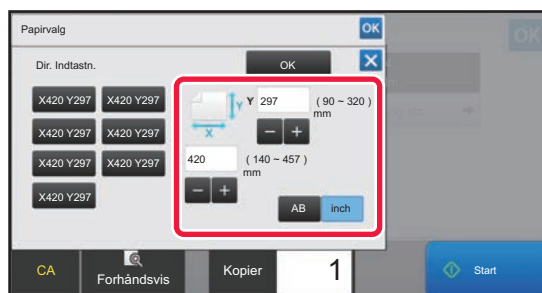 Papirvalg OK
OK
Dir. Indtastn. OK
X420 Y297 X420 Y297
X420 Y297 X420 Y297
X420 Y297 X420 Y297
X420 Y297
Y Y 297 (90 ~ 320)
mm
X
420 (140 ~ 457)
mm
AB inch
CA Forhåndsvis Kopier 1 Start